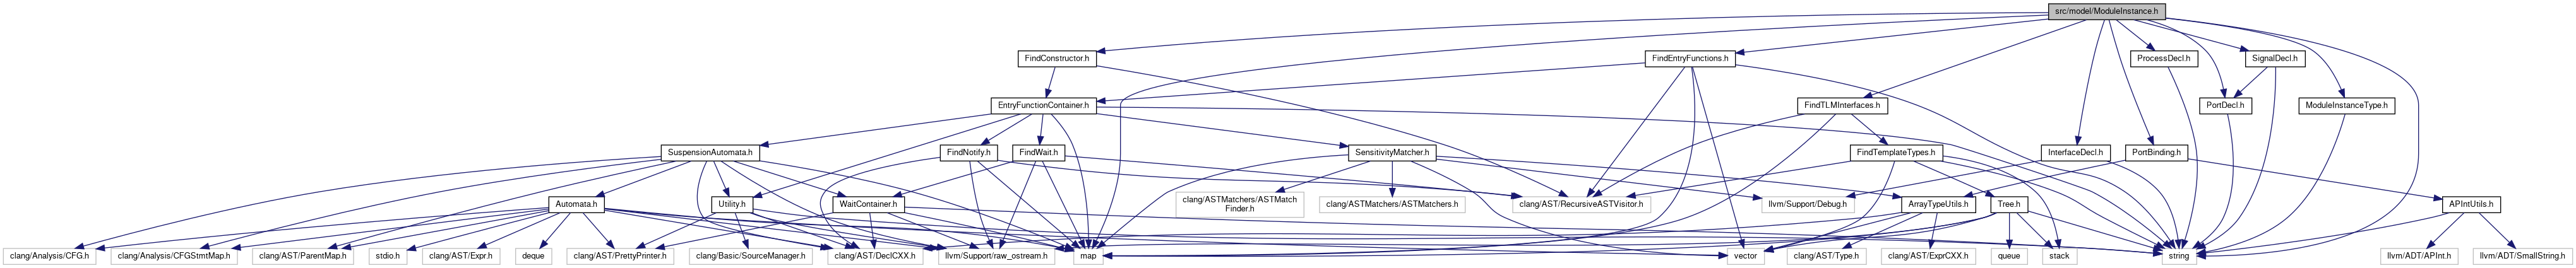 src/model/ModuleInstance.h
FindConstructor.h
FindEntryFunctions.h
ProcessDecl.h
SignalDecl.h
EntryFunctionContainer.h
FindTLMInterfaces.h
PortDecl.h
ModuleInstanceType.h
SuspensionAutomata.h
FindNotify.h
FindWait.h
SensitivityMatcher.h
FindTemplateTypes.h
InterfaceDecl.h
PortBinding.h
Automata.h
Utility.h
WaitContainer.h
clang/ASTMatchers/ASTMatch
Finder.h
clang/ASTMatchers/ASTMatchers.h
clang/AST/RecursiveASTVisitor.h
llvm/Support/Debug.h
ArrayTypeUtils.h
Tree.h
APIntUtils.h
clang/Analysis/CFG.h
clang/Analysis/CFGStmtMap.h
clang/AST/ParentMap.h
stdio.h
clang/AST/Expr.h
deque
clang/AST/PrettyPrinter.h
clang/Basic/SourceManager.h
clang/AST/DeclCXX.h
llvm/Support/raw_ostream.h
map
vector
clang/AST/Type.h
clang/AST/ExprCXX.h
queue
stack
string
llvm/ADT/APInt.h
llvm/ADT/SmallString.h